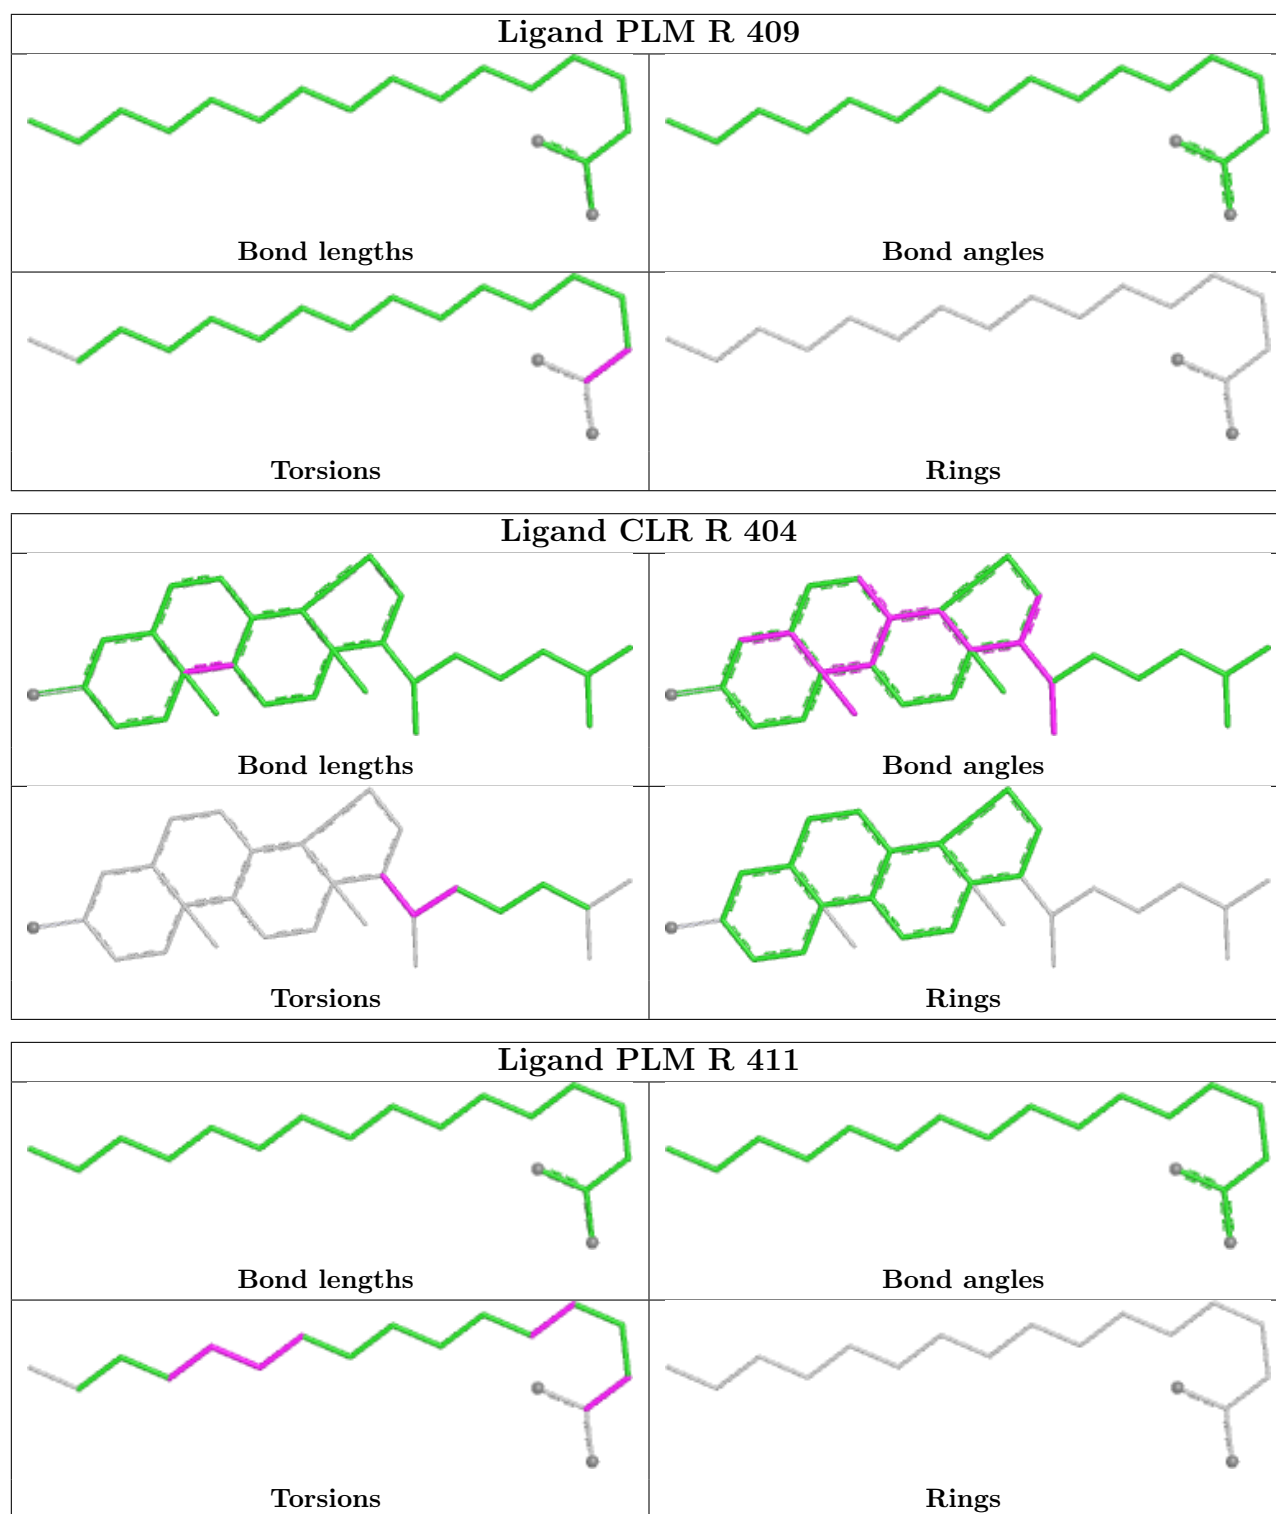 Ligand PLM R 409
Bond lengths
Bond angles
Torsions
Rings
Ligand CLR R 404
Bond lengths
Bond angles
Torsions
Rings
Ligand PLM R 411
Bond lengths
Bond angles
Torsions
Rings